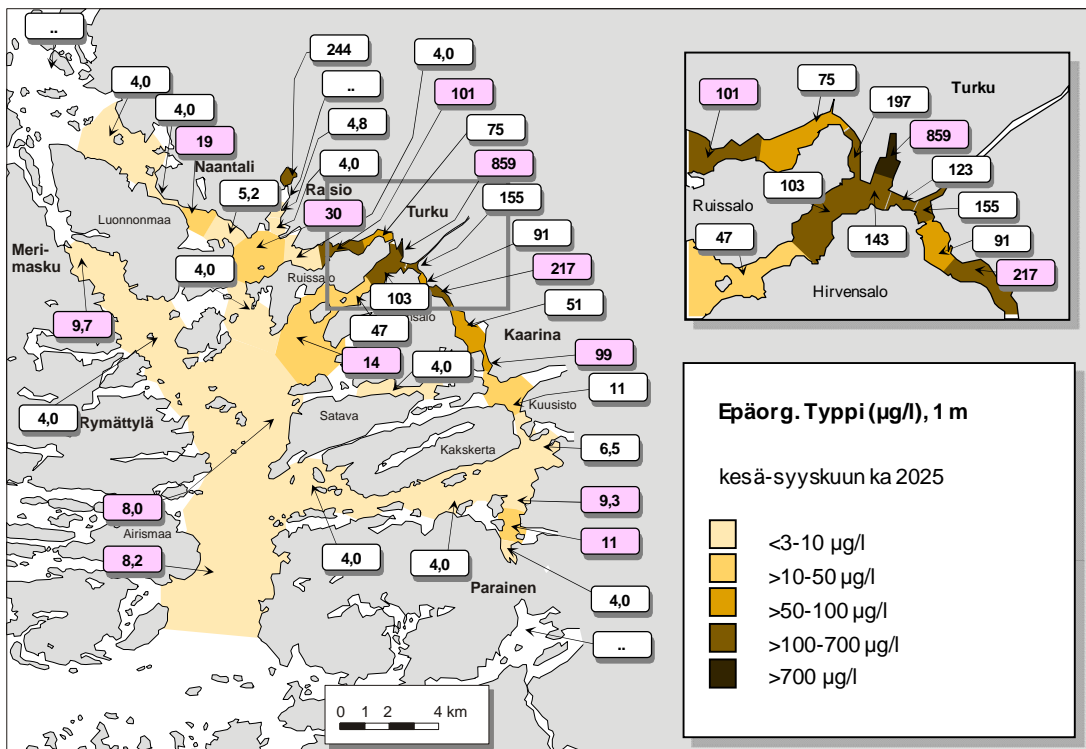 ..
244
4,0
4,0
..
101
4,0
4,8
75
19
Naantali
4,0
859
5,2
Raisio
155
Luonnonmaa
30
Turku
91
Meri-
masku
4,0
Ruissalo
217
103
salo
51
9,7
47
Kaarina
14
4,0
99
4,0
Rymättylä
Satava
11
Kuusisto
Kakskerta
6,5
8,0
9,3
Airismaa
8,2
4,0
4,0
11
Parainen
4,0
..
0 1 2 4 km
75
101
197
Turku
859
103
123
Ruissalo
155
47
143
91
217
Hirvensalo
Epäorg. Typpi (µg/l), 1 m
kesä-syyskuun ka 2025
<3-10 µg/l
>10-50 µg/l
>50-100 µg/l
>100-700 µg/l
>700 µg/l